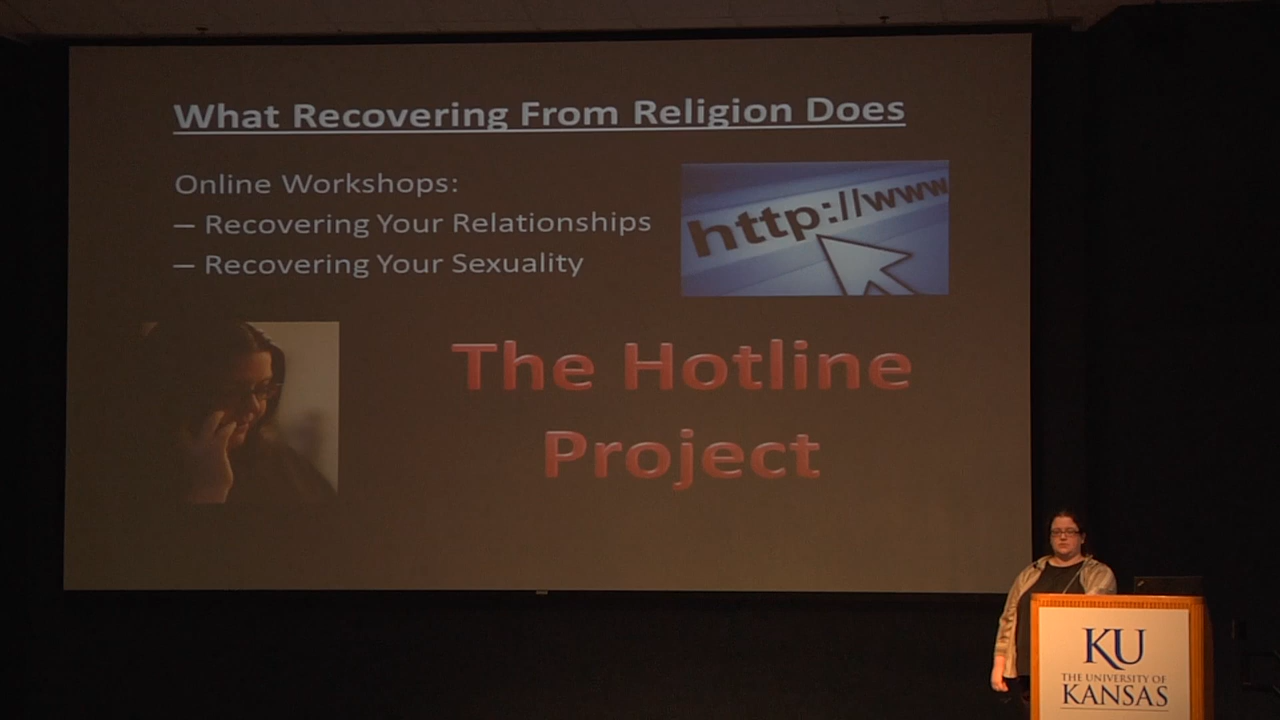 What Recovering From Religion Does
Online Workshops:
– Recovering Your Relationships
– Recovering Your Sexuality
http://www
The Hotline
Project
KU
THE UNIVERSITY OF
KANSAS